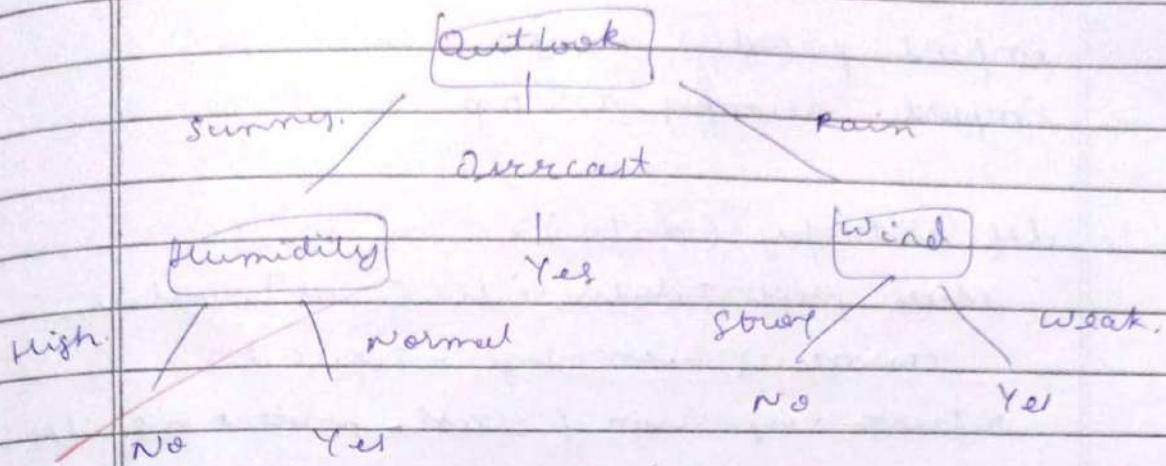 Outlook
Sunny.
Rain
Overcast
Humidity
Wind
Yes
High.
Normal
Strong
Weak.
No
Yes
No
Yes